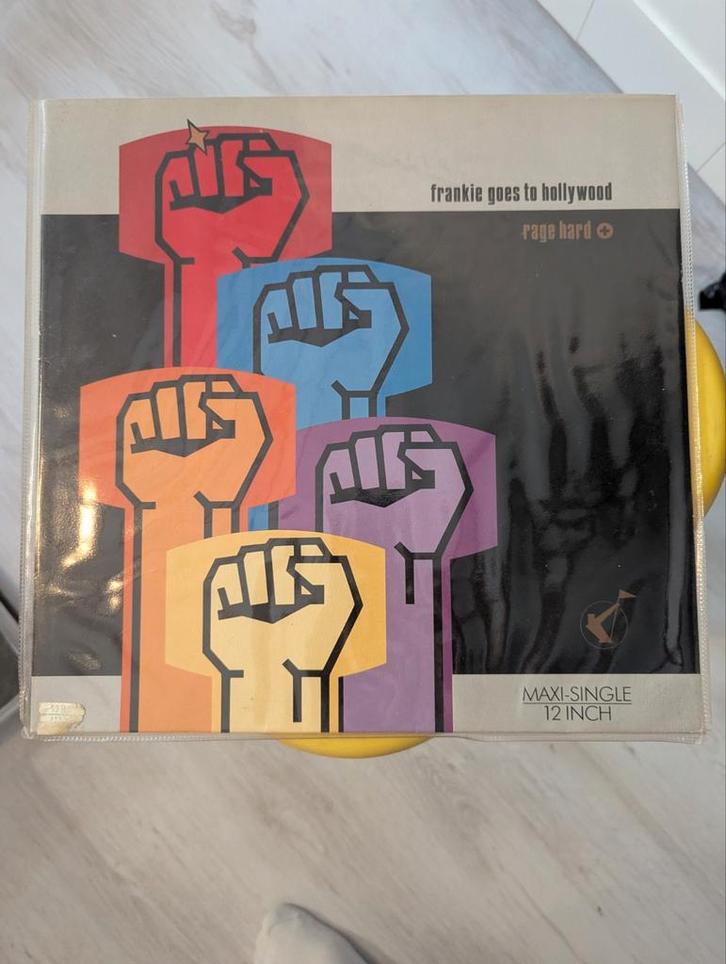 frankie goes to hollywood
rage hard
MAXI-SINGLE
12 INCH